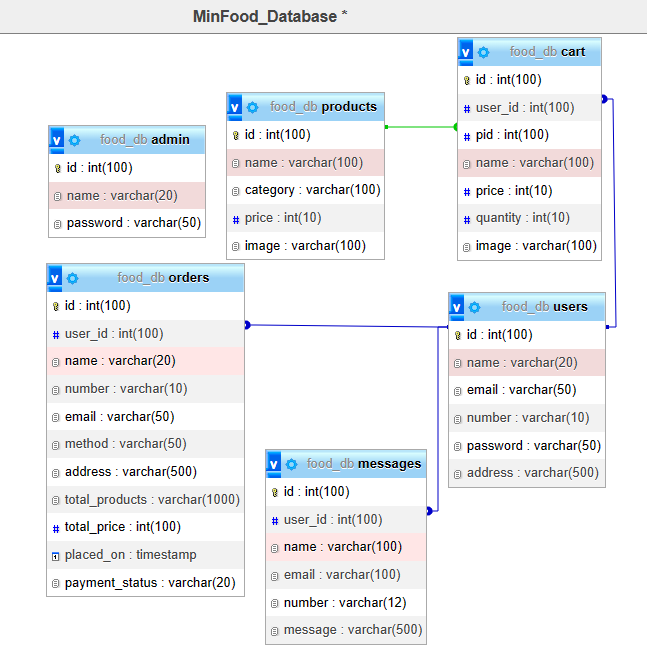 MinFood_Database *
v food_db cart
id : int(100)
user_id : int(100)
pid : int(100)
name : varchar(100)
price : int(10)
quantity : int(10)
image : varchar(100)
v food_db products
id : int(100)
name : varchar(100)
category : varchar(100)
price : int(10)
image : varchar(100)
v food_db admin
id : int(100)
name : varchar(20)
password : varchar(50)
v food_db orders
id : int(100)
user_id : int(100)
name : varchar(20)
number : varchar(10)
email : varchar(50)
method : varchar(50)
address : varchar(500)
total_products : varchar(1000)
total_price : int(100)
placed_on : timestamp
payment_status : varchar(20)
v food_db users
id : int(100)
name : varchar(20)
email : varchar(50)
number : varchar(10)
password : varchar(50)
address : varchar(500)
v food_db messages
id : int(100)
user_id : int(100)
name : varchar(100)
email : varchar(100)
number : varchar(12)
message : varchar(500)